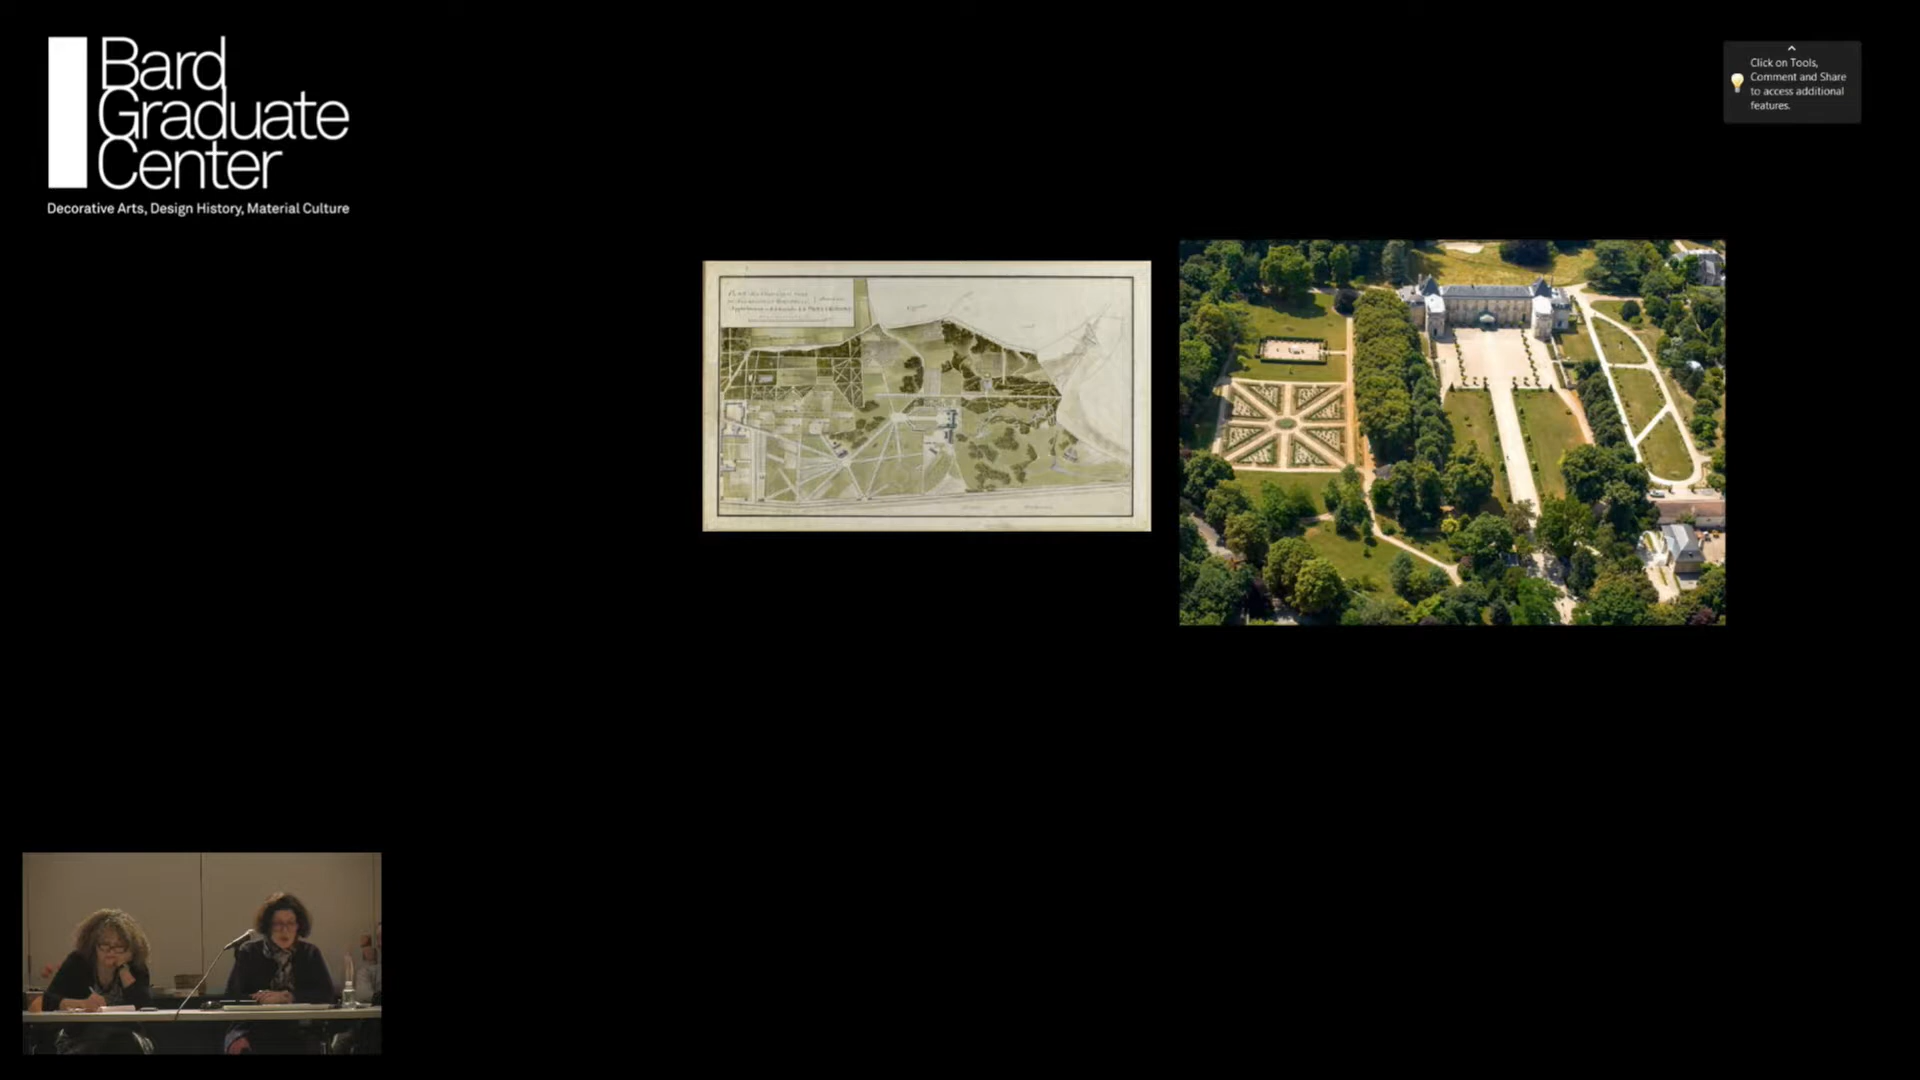 Bard
Graduate
Center
Decorative Arts, Design History, Material Culture
Click on Tools,
Comment and Share
to access additional
features.